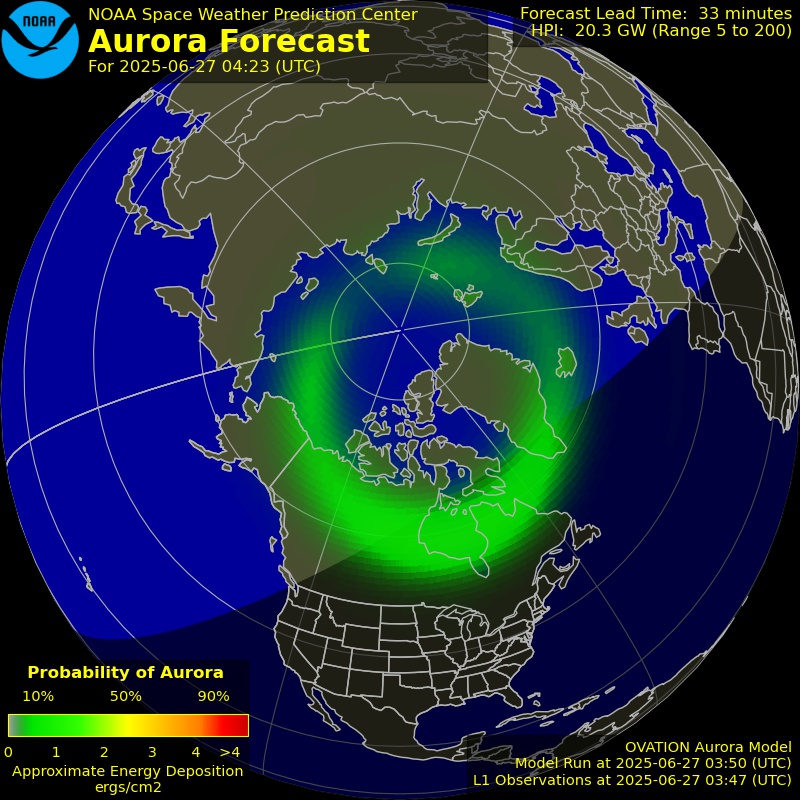 NOAA
NOAA Space Weather Prediction Center
Aurora Forecast
For 2025-06-27 04:23 (UTC)
Forecast Lead Time: 33 minutes
HPI: 20.3 GW (Range 5 to 200)
Probability of Aurora
10% 50% 90%
0 1 2 3 4 >4
Approximate Energy Deposition
ergs/cm2
OVATION Aurora Model
Model Run at 2025-06-27 03:50 (UTC)
L1 Observations at 2025-06-27 03:47 (UTC)